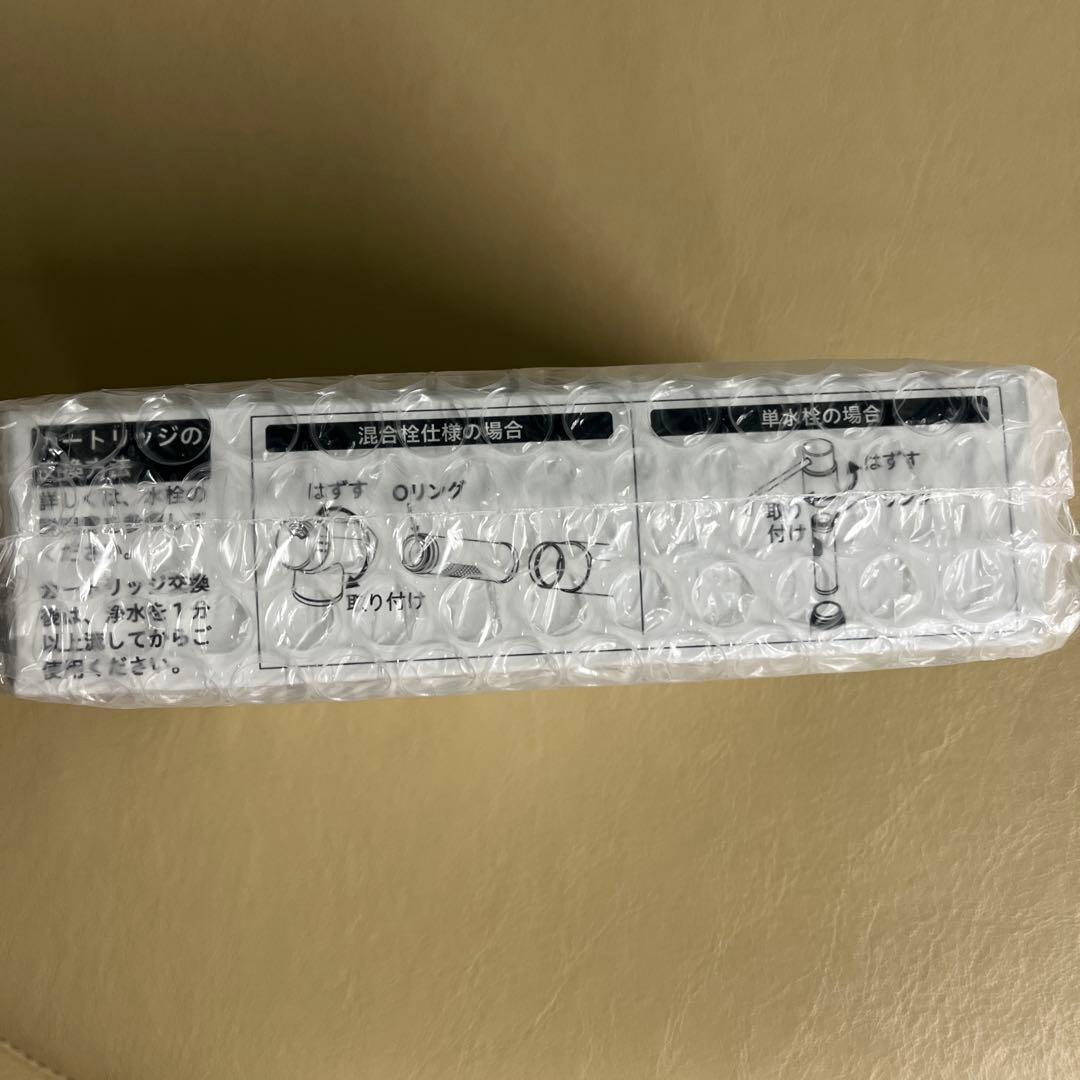 カートリッジの
交換方法
詳しくは、水栓の
ください。
カートリッジ交換
後は、浄水を1分
以上流してからご
使用ください。
混合栓仕様の場合
はずす
Oリング
取り付け
単水栓の場合
はずす
取り
付け